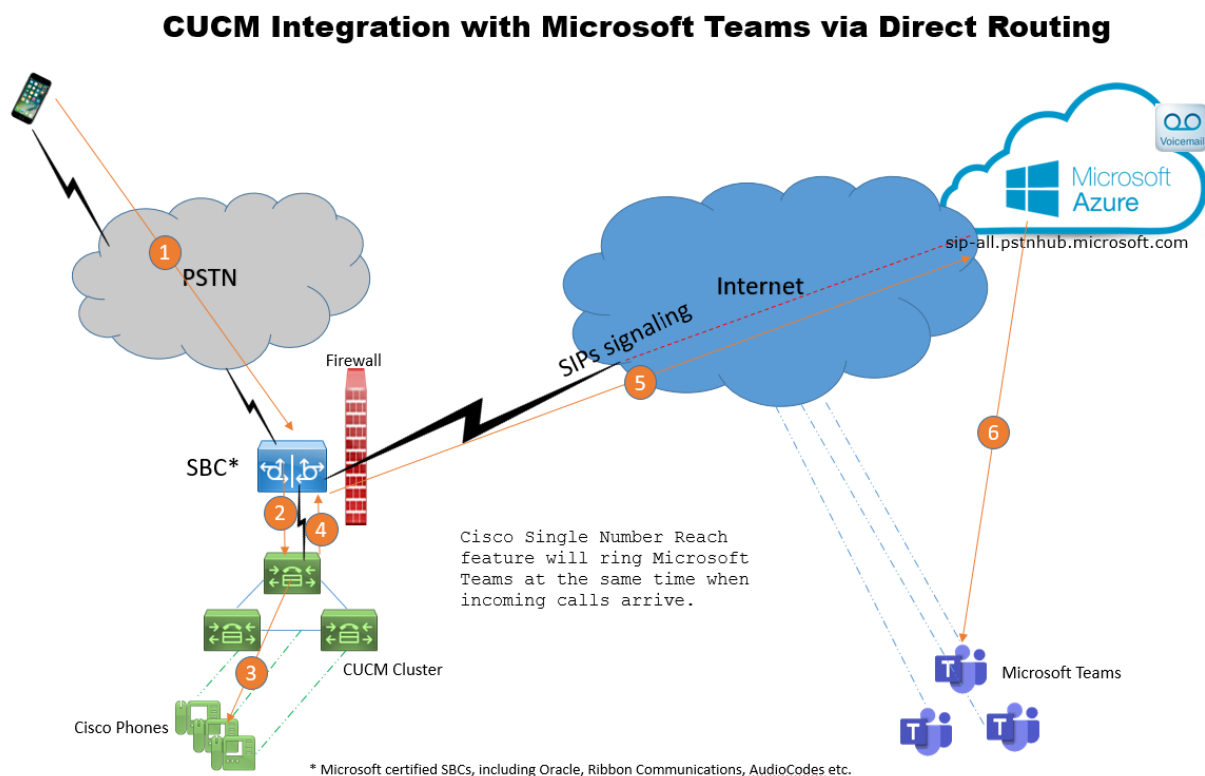 CUCM Integration with Microsoft Teams via Direct Routing
Voicemail
Microsoft
Azure
sip-all.pstnhub.microsoft.com
1
PSTN
Internet
SIPs signaling
Firewall
5
6
SBC*
2
4
Cisco Single Number Reach
feature will ring Microsoft
Teams at the same time when
incoming calls arrive.
3
CUCM Cluster
Cisco Phones
T
Microsoft Teams
T
T
* Microsoft certified SBCs, including Oracle, Ribbon Communications, AudioCodes etc.